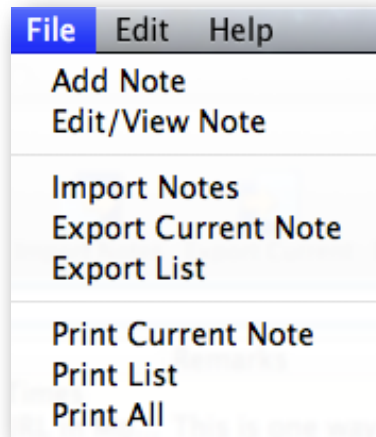 File Edit Help
Add Note
Edit/View Note
Import Notes
Export Current Note
Export List
Print Current Note
Print List
Print All